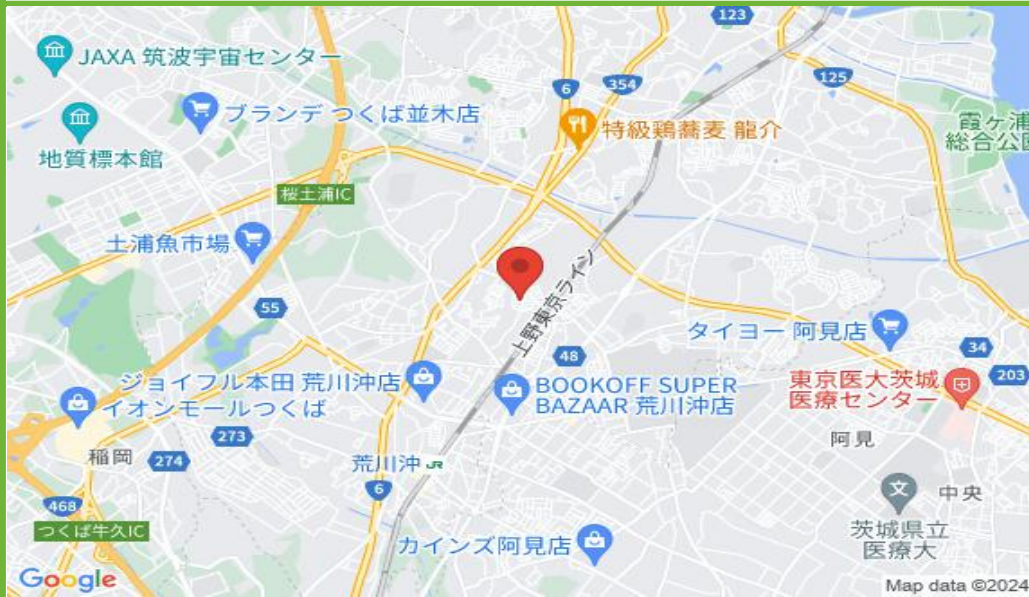 123
JAXA 筑波宇宙センター
6
354
125
ブランデ つくば並木店
特級鶏蕎麦 龍介
霞ヶ浦
総合公園
地質標本館
桜土浦IC
土浦魚市場
55
上野東京ライン
タイヨー 阿見店
34
48
ジョイフル本田 荒川沖店
イオンモールつくば
BOOKOFF SUPER
BAZAAR 荒川沖店
東京医大茨城
医療センター
203
273
稲岡
274
阿見
荒川沖 JR
6
468
中央
つくば牛久IC
カインズ阿見店
茨城県立
医療大
Google
Map data ©2024